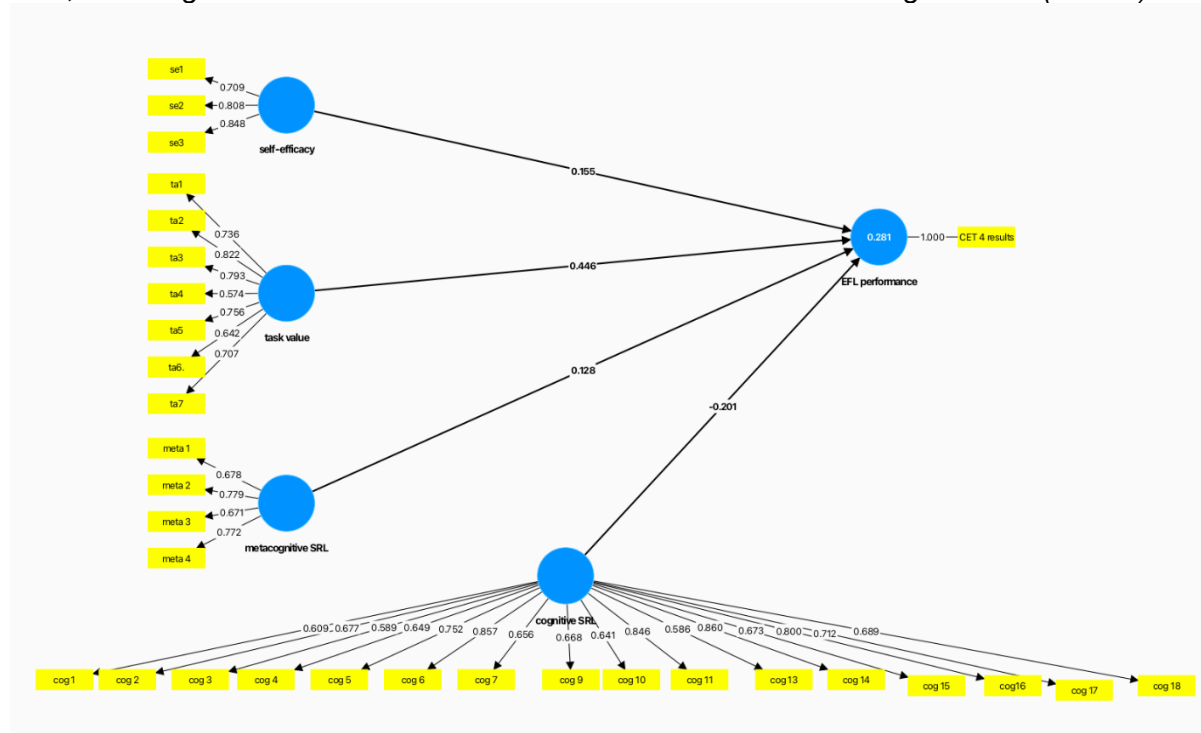 se1
0.709
se2
0.808
0.848
se3
self-efficacy
0.155
ta1
ta2
0.736
0.822
ta3
0.793
0.281
1.000
CET 4 results
0.446
EFL performance
ta4
0.574
0.756
ta5
0.642
task value
0.707
ta6.
0.128
ta7
-0.201
meta 1
0.678
meta 2
0.779
0.671
meta 3
0.772
metacognitive SRL
meta 4
cognitive SRL
0.609 0.677 0.589 0.649 0.752 0.857 0.656 0.668 0.641 0.846 0.586 0.860 0.673 0.800 0.712 0.689
cog 1 cog 2 cog 3 cog 4 cog 5 cog 6 cog 7 cog 9 cog 10 cog 11 cog13 cog 14 cog 15 cog16 cog 17 cog 18